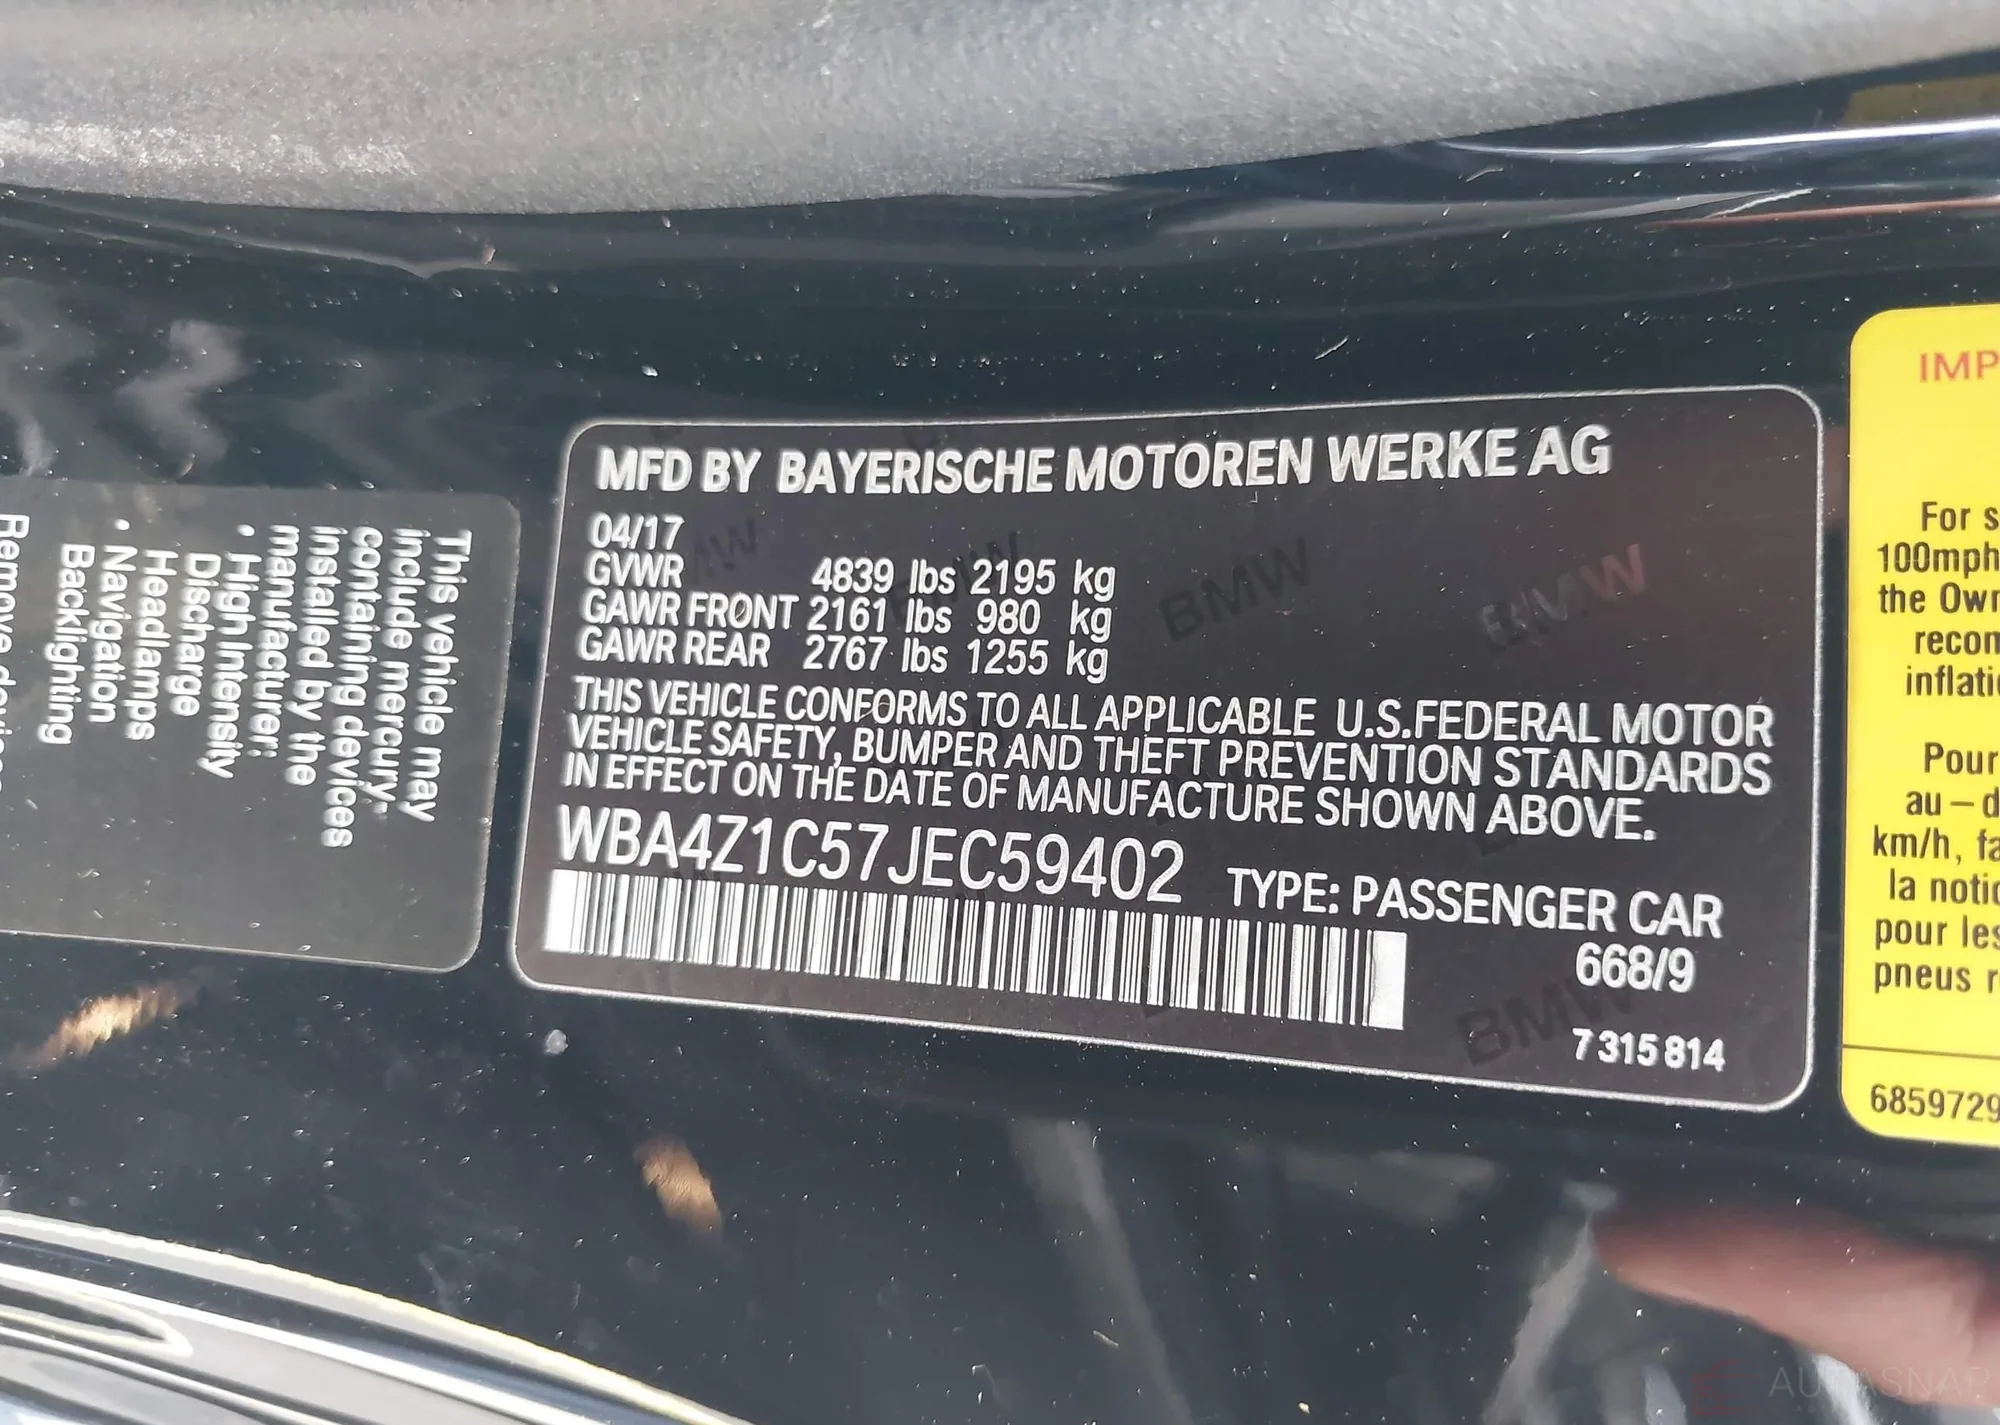 MFD BY BAYERISCHE MOTOREN WERKE AG
04/17
GVWR 4839 lbs 2195 kg
GAWR FRONT 2161 lbs 980 kg
GAWR REAR 2767 lbs 1255 kg
THIS VEHICLE CONFORMS TO ALL APPLICABLE U.S.FEDERAL MOTOR
VEHICLE SAFETY, BUMPER AND THEFT PREVENTION STANDARDS
IN EFFECT ON THE DATE OF MANUFACTURE SHOWN ABOVE.
WBA4Z1C57JEC59402 TYPE: PASSENGER CAR
668/9
7 315 814
BMW
BMW
BMW
This vehicle may
include mercury-
containing devices
installed by the
manufacturer:
• High Intensity
Discharge
Headlamps
• Navigation
Backlighting
Remove
IMP
For s
100mph
the Own
recom
inflati
Pour
au – d
km/h, fa
la notic
pour les
pneus r
6859729